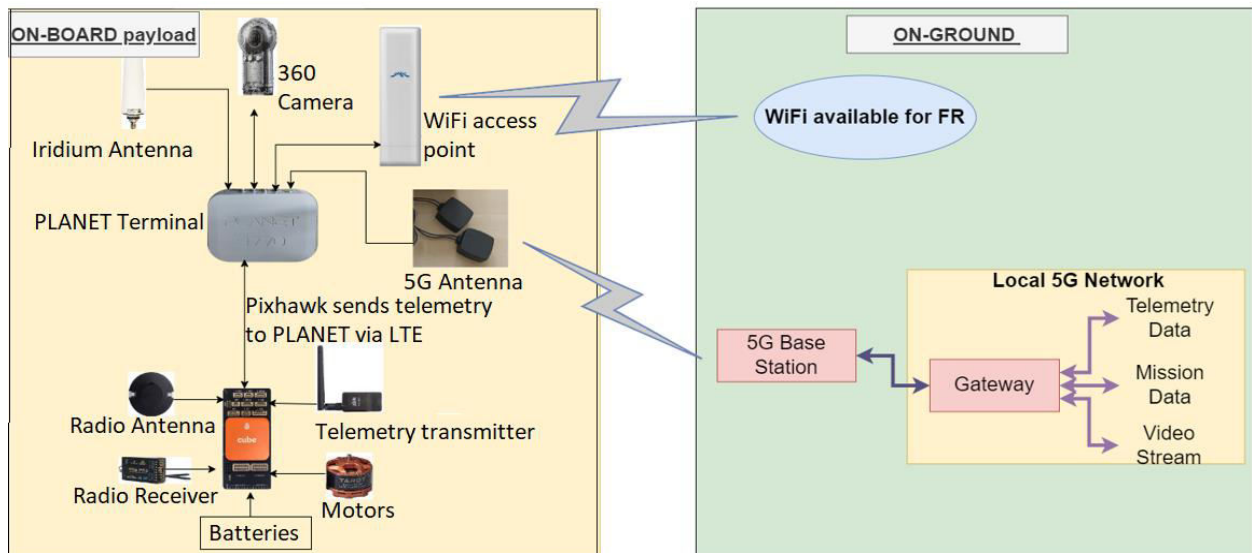 ON-BOARD payload
360
Camera
WiFi access
point
Iridium Antenna
PLANET Terminal
PLANET
5G Antenna
Pixhawk sends telemetry
to PLANET via LTE
Radio Antenna
cube
Telemetry transmitter
Radio Receiver
Motors
Batteries
ON-GROUND
WiFi available for FR
5G Base
Station
Local 5G Network
Gateway
Telemetry
Data
Mission
Data
Video
Stream